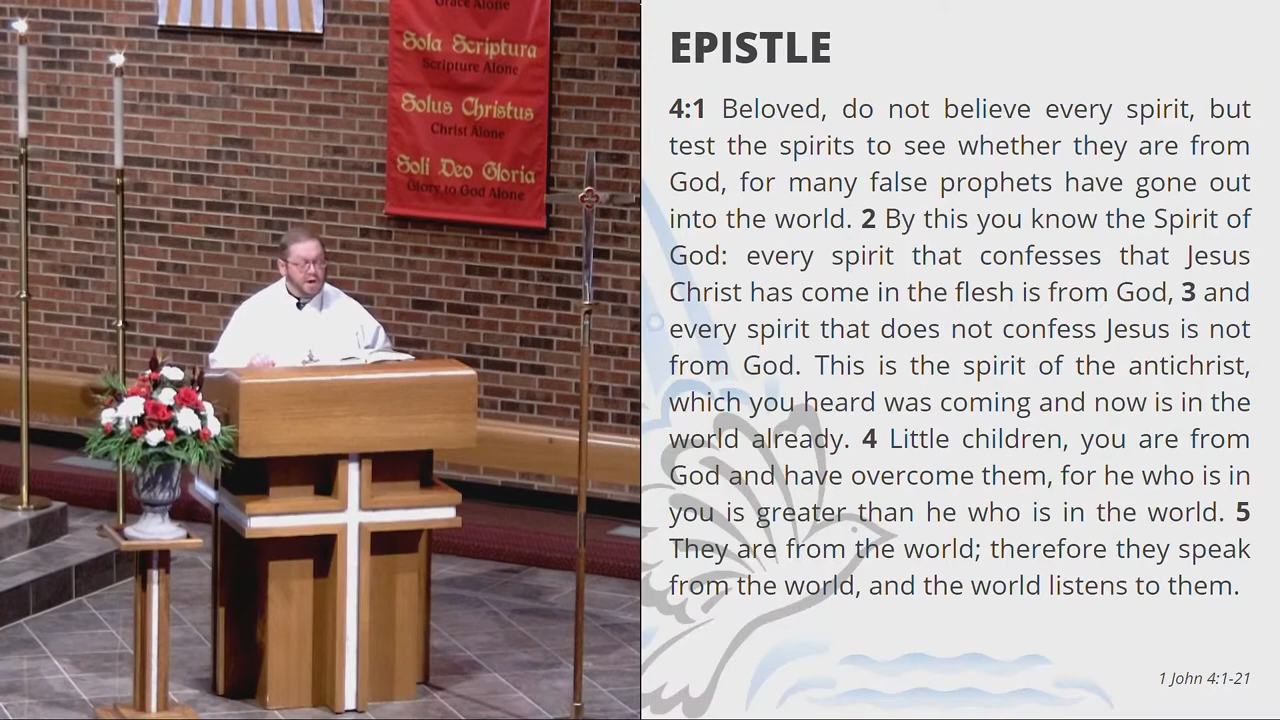 Grace Alone
Sola Scriptura
Scripture Alone
Solus Christus
Christ Alone
Soli Deo Gloria
Glory to God Alone
EPISTLE
4:1 Beloved, do not believe every spirit, but
test the spirits to see whether they are from
God, for many false prophets have gone out
into the world. 2 By this you know the Spirit of
God: every spirit that confesses that Jesus
Christ has come in the flesh is from God, 3 and
every spirit that does not confess Jesus is not
from God. This is the spirit of the antichrist,
which you heard was coming and now is in the
world already. 4 Little children, you are from
God and have overcome them, for he who is in
you is greater than he who is in the world. 5
They are from the world; therefore they speak
from the world, and the world listens to them.
1 John 4:1-21